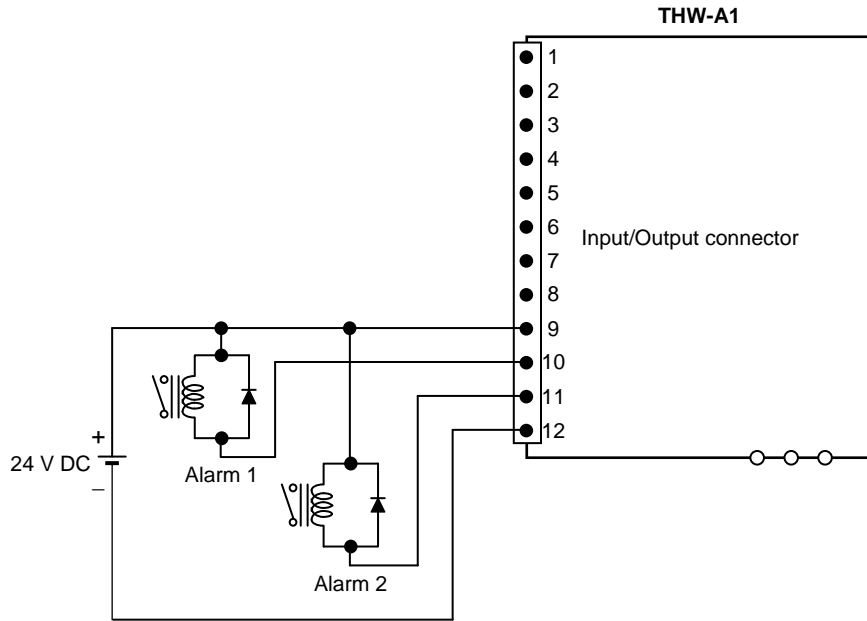 THW-A1
1
2
3
4
5
6
Input/Output connector
7
8
9
10
11
12
+
24 V DC
–
Alarm 1
Alarm 2